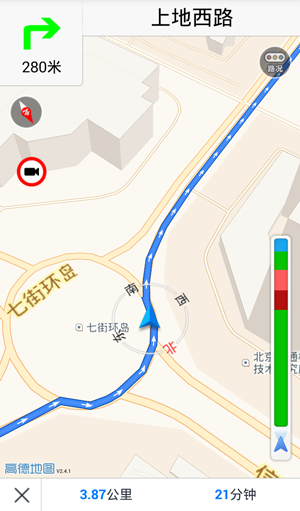 上地西路
280米
路况
七街环岛
南
西
东
北
七街环岛
北京
通
技术
高德地图
V2.4.1
3.87公里
21分钟